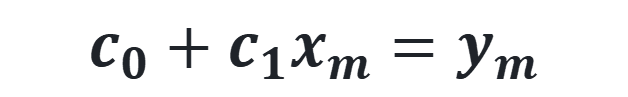 c₀ + c₁xₘ = yₘ